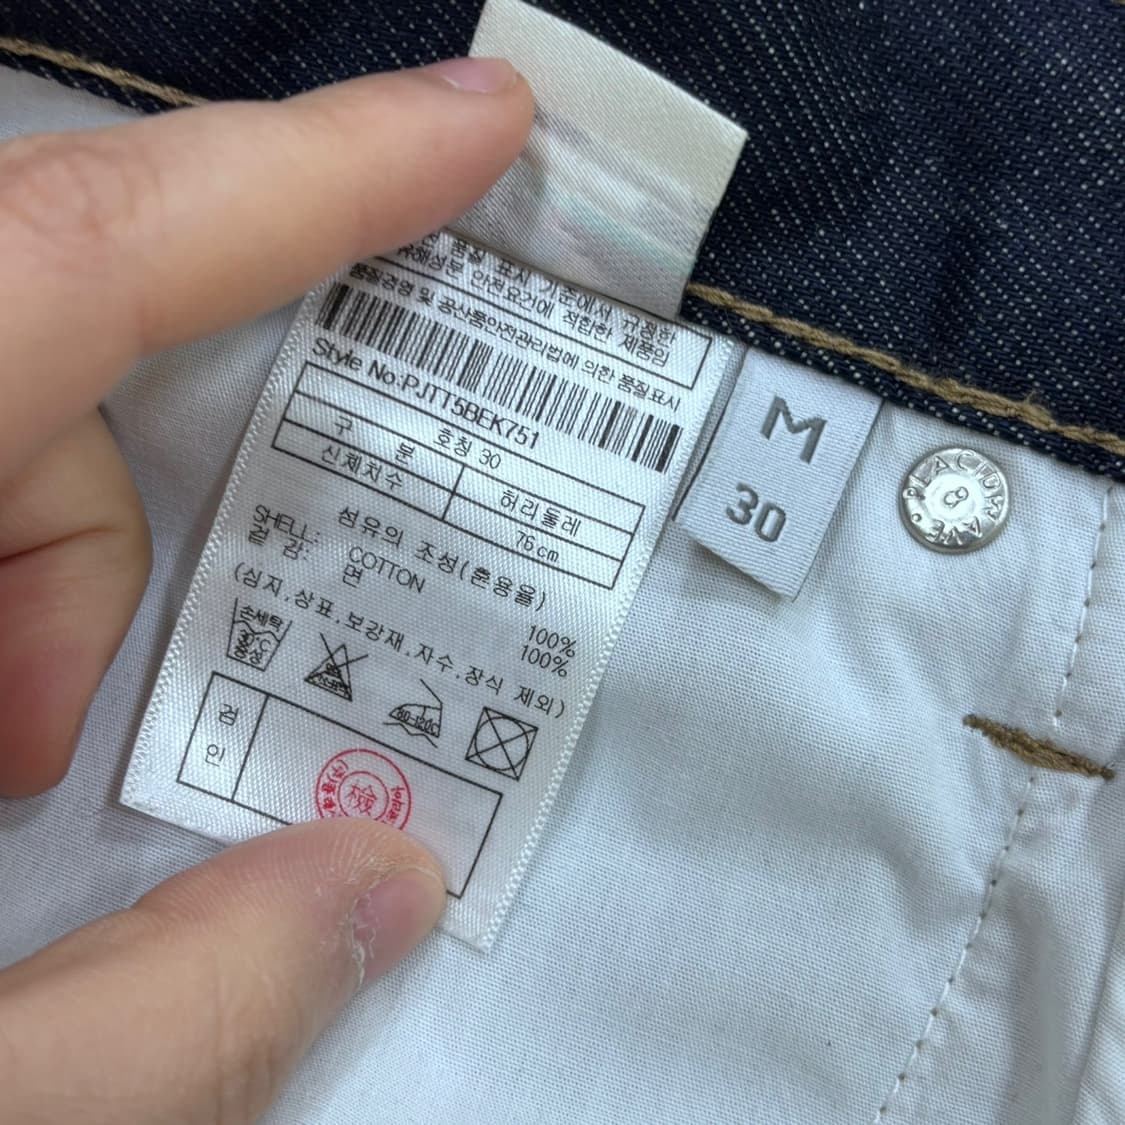 전 품질 표시 기준에서 규정한
유해성분 안전요건에 적합한 제품임
품질경영 및 공산품안전관리법에 의한 품질표시
Style No:PJTT5BEK751
구 분 호칭 30
신체치수 허리둘레
76cm
섬유의 조성(혼용율)
SHELL: COTTON 100%
겉감: 면 100%
(심지,상표,보강재,자수,장식 제외)
손세탁
30℃
중성
80-120℃
검
인
檢
M
30